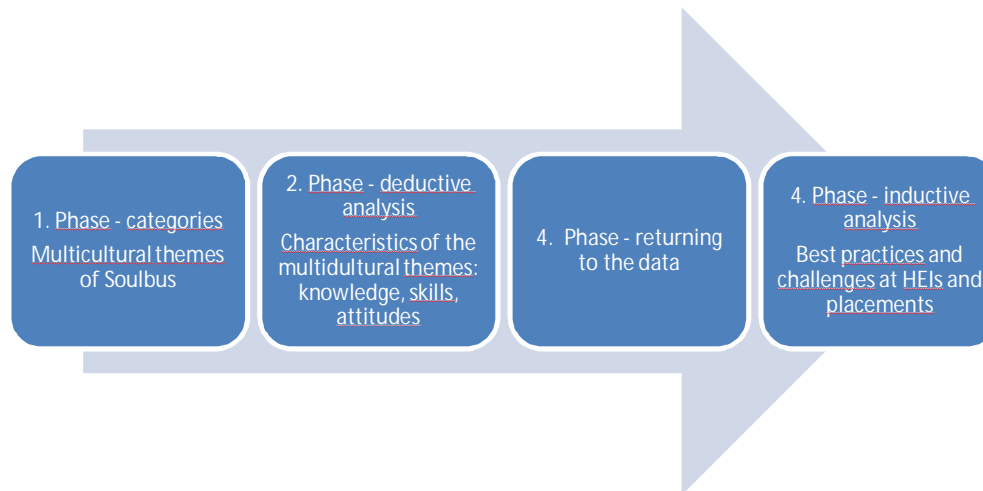 1. Phase - categories
Multicultural themes
of Soulbus
2. Phase - deductive
analysis
Characteristics of the
multidultural themes:
knowledge, skills,
attitudes
4. Phase - returning
to the data
4. Phase - inductive
analysis
Best practices and
challenges at HEIs and
placements